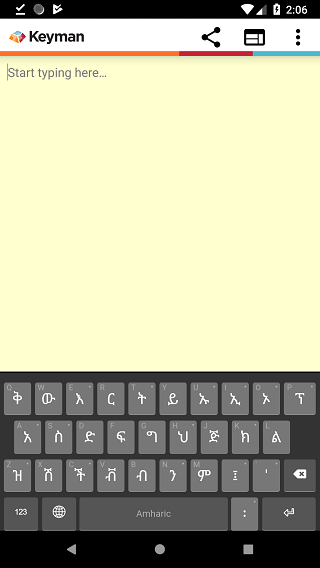 2:06
Keyman
Start typing here…
Q W E R T Y U I O P
ቅ ው እ ር ት ይ ኡ ኢ ኦ ፕ
A S D F G H J K L
አ ስ ድ ፍ ግ ህ ጅ ክ ል
Z X C V B N M
ዝ ሽ ች ቭ ብ ን ም ፤ '
123 Amharic ፡